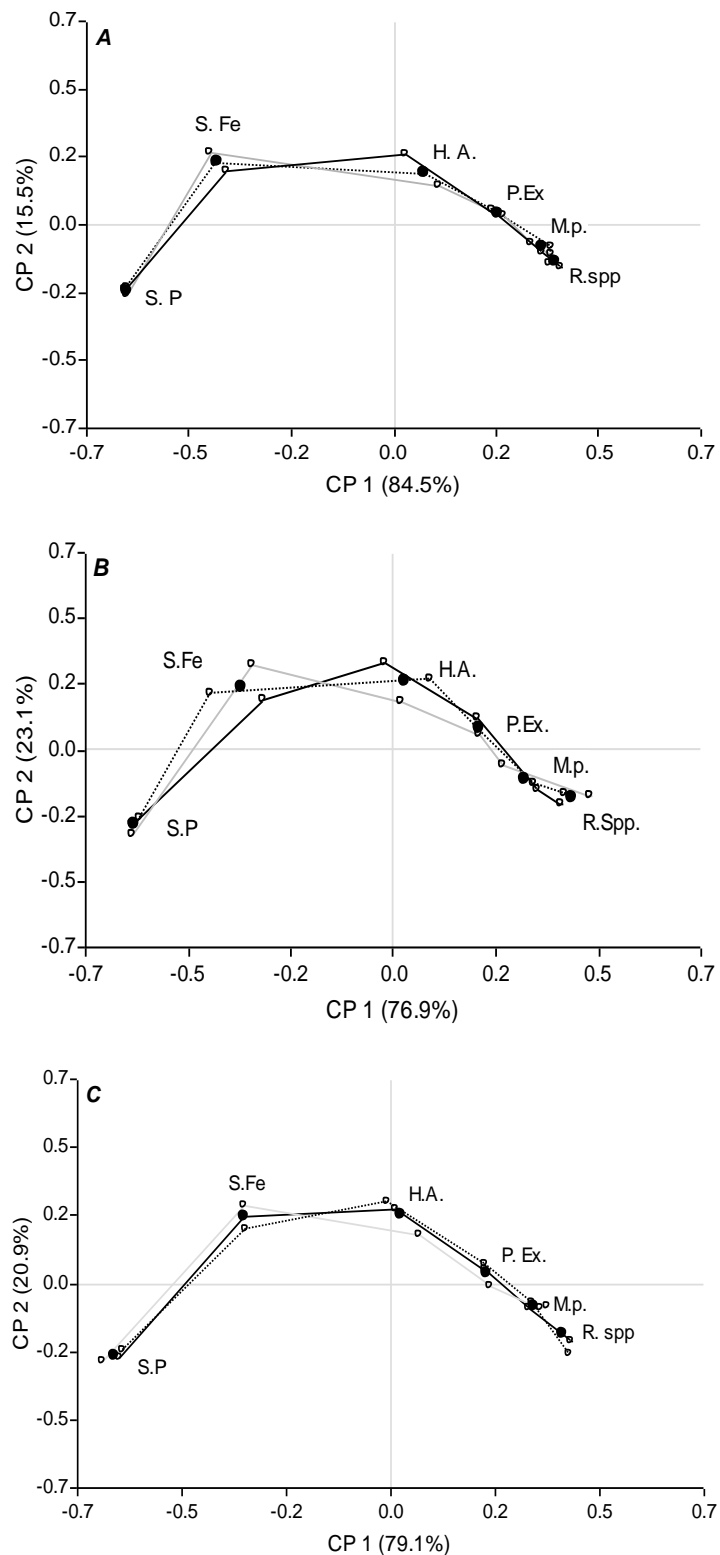 A
0.7
0.5
0.2
0.0
-0.2
-0.5
-0.7
CP 2 (15.5%)
S. Fe
H. A.
P.Ex
M.p.
R.spp
S. P
-0.7 -0.5 -0.2 0.0 0.2 0.5 0.7
CP 1 (84.5%)
B
0.7
0.5
0.2
0.0
-0.2
-0.5
-0.7
CP 2 (23.1%)
S.Fe
H.A.
P.Ex.
M.p.
R.Spp.
S.P
-0.7 -0.5 -0.2 0.0 0.2 0.5 0.7
CP 1 (76.9%)
C
0.7
0.5
0.2
0.0
-0.2
-0.5
-0.7
CP 2 (20.9%)
S.Fe
H.A.
P. Ex.
M.p.
R. spp
S.P
-0.7 -0.5 -0.2 0.0 0.2 0.5 0.7
CP 1 (79.1%)